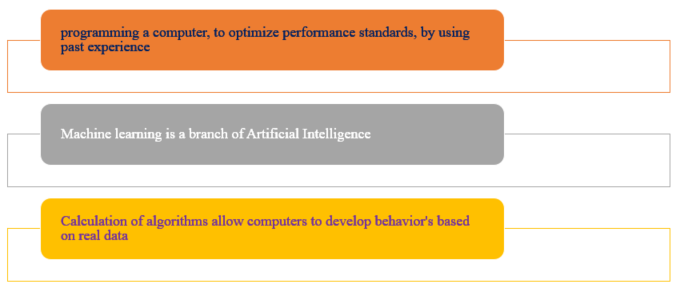 programming a computer, to optimize performance standards, by using
past experience
Machine learning is a branch of Artificial Intelligence
Calculation of algorithms allow computers to develop behavior's based
on real data